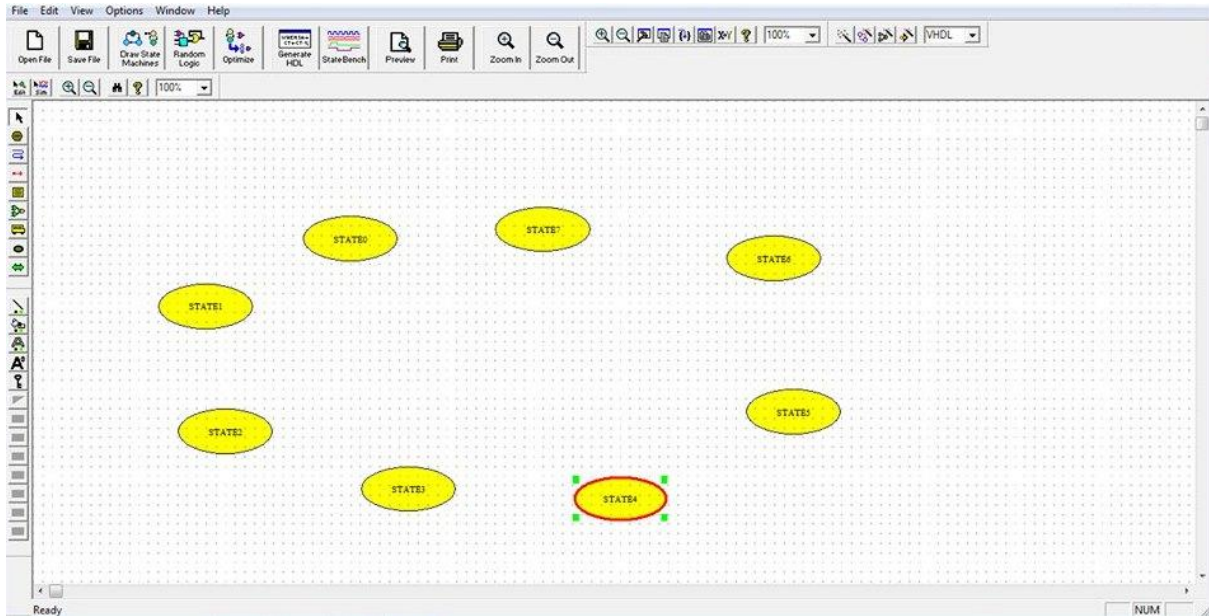 File Edit View Options Window Help
Open File Save File Draw State Machines Random Logic Optimize Generate HDL StateBench Preview Print Zoom In Zoom Out 100% VHDL
Edit Sim 100%
STATE7
STATE0
STATE6
STATE1
STATE5
STATE2
STATE3
STATE4
Ready NUM